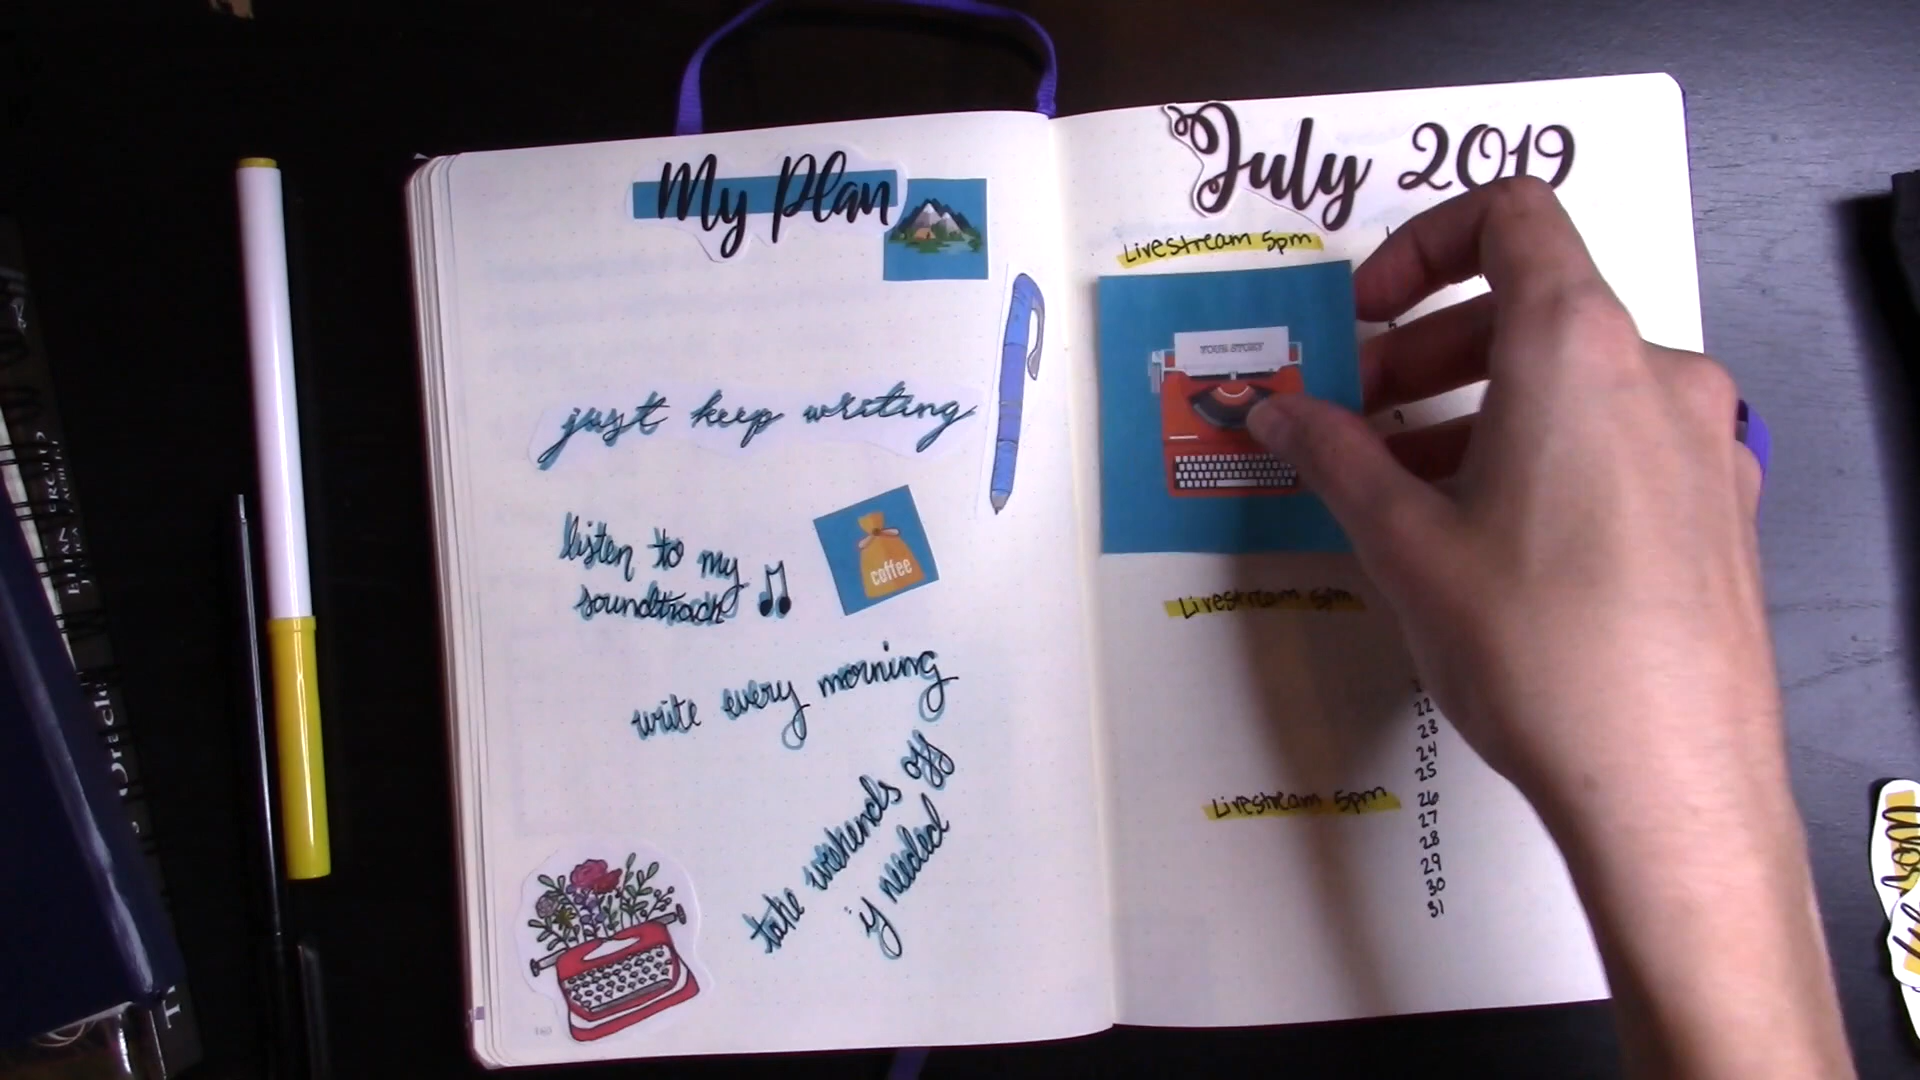 My Plan
just keep writing
listen to my
soundtrack
coffee
write every morning
take weekends off
if needed
July 2019
Livestream 5pm
YOUR STORY
9
Livestream 5pm
22
23
24
25
Livestream 5pm
26
27
28
29
30
31